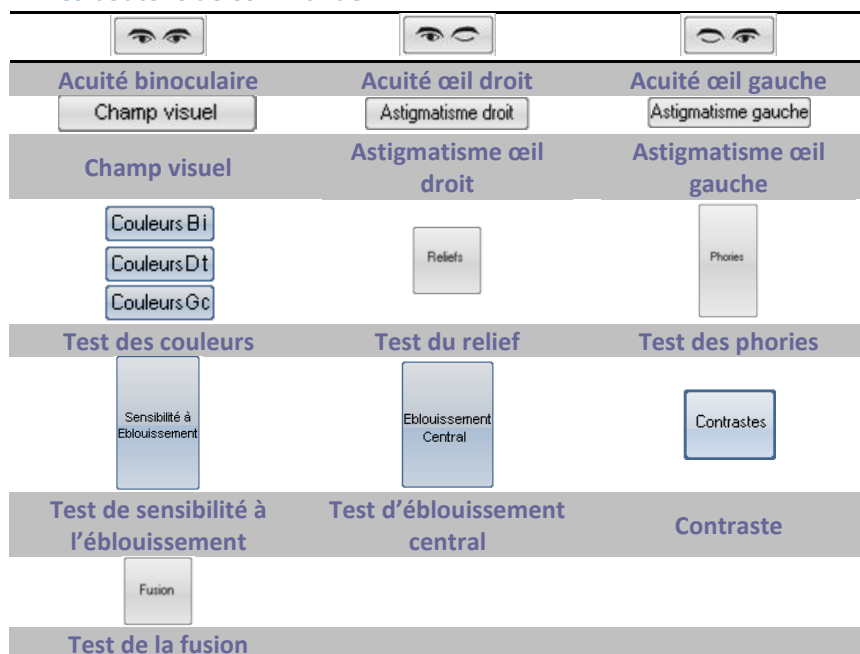 Acuité binoculaire Acuité œil droit Acuité œil gauche
Champ visuel Astigmatisme droit Astigmatisme gauche
Champ visuel Astigmatisme œil droit Astigmatisme œil gauche
Couleurs Bi
Couleurs Dt
Couleurs Gc
Reliefs
Phories
Test des couleurs Test du relief Test des phories
Sensibilité à
Eblouissement
Eblouissement
Central
Contrastes
Test de sensibilité à
l’éblouissement
Test d’éblouissement
central
Contraste
Fusion
Test de la fusion